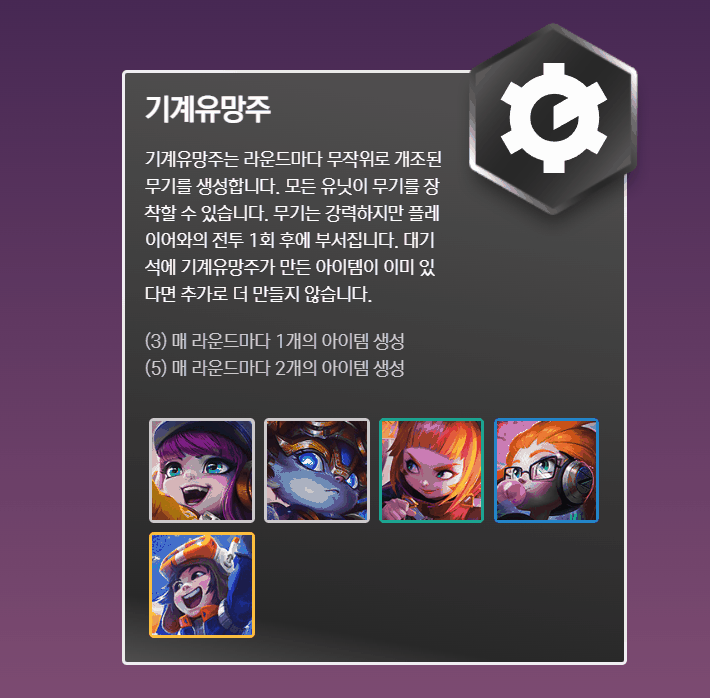 기계유망주
기계유망주는 라운드마다 무작위로 개조된
무기를 생성합니다. 모든 유닛이 무기를 장
착할 수 있습니다. 무기는 강력하지만 플레
이어와의 전투 1회 후에 부서집니다. 대기
석에 기계유망주가 만든 아이템이 이미 있
다면 추가로 더 만들지 않습니다.
(3) 매 라운드마다 1개의 아이템 생성
(5) 매 라운드마다 2개의 아이템 생성